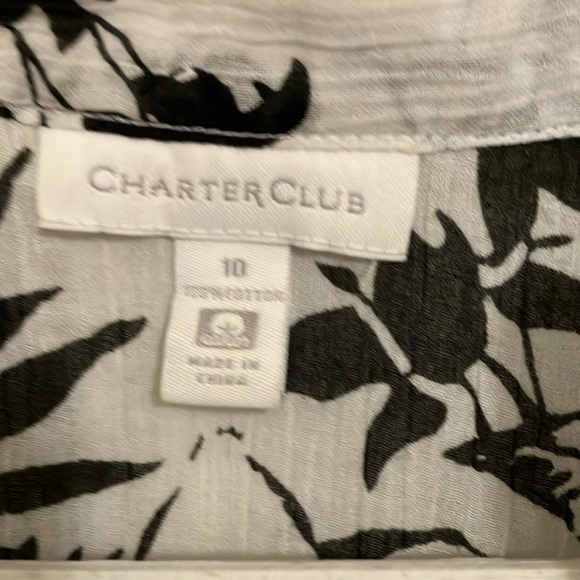 CHARTER CLUB
10
100% COTTON
MADE IN
CHINA